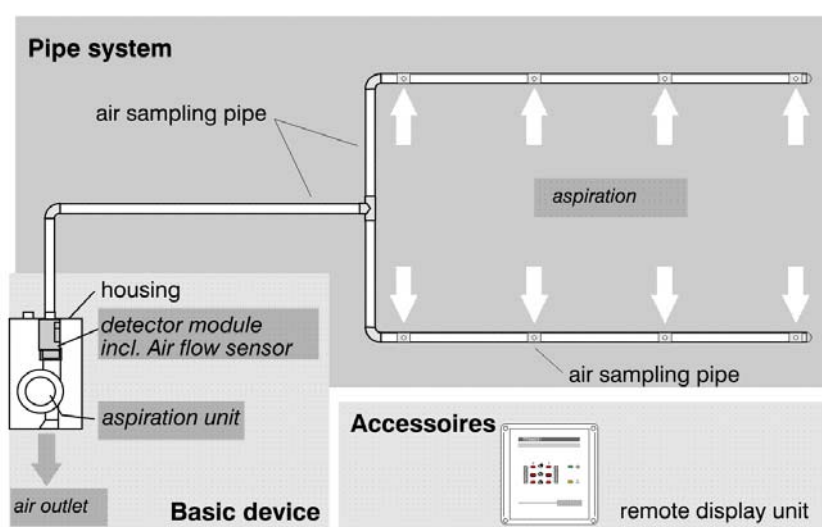 Pipe system
air sampling pipe
aspiration
housing
detector module
incl. Air flow sensor
air sampling pipe
aspiration unit
Accessoires
air outlet
Basic device
remote display unit